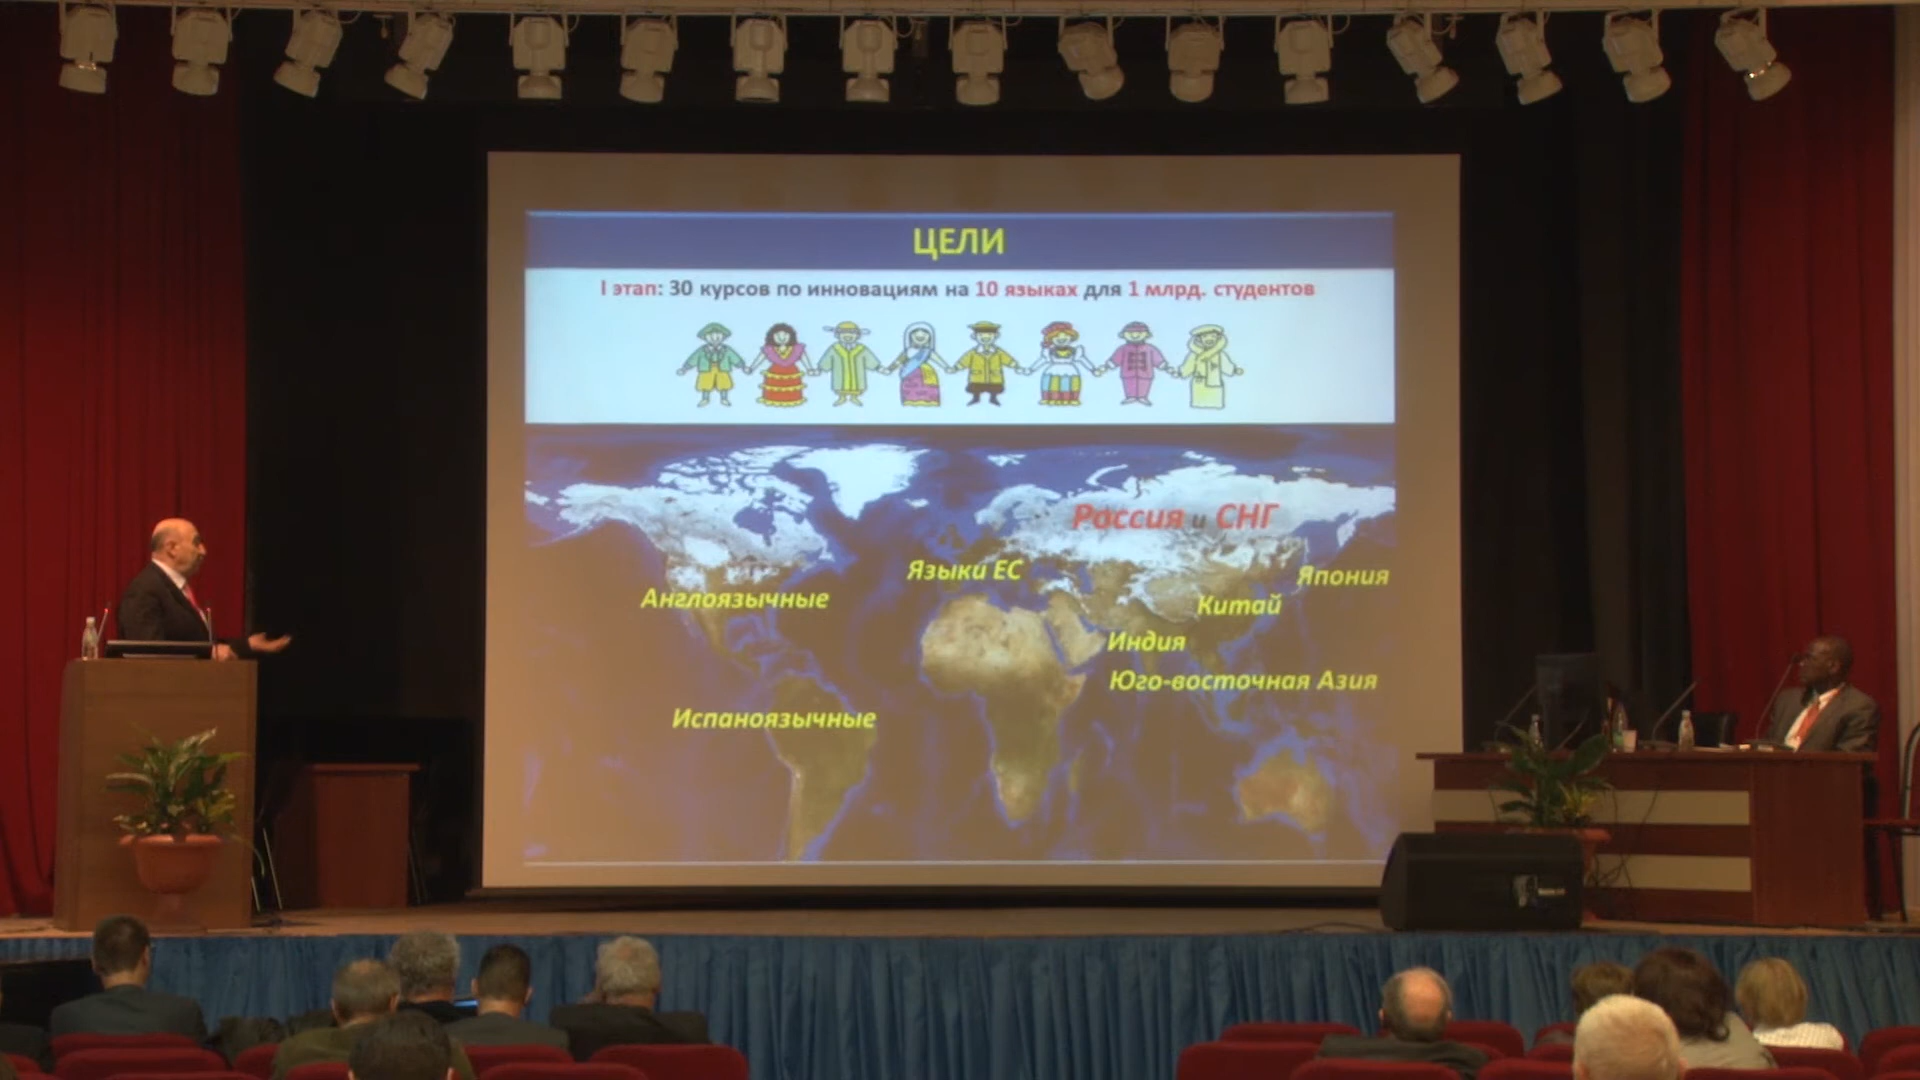 ЦЕЛИ
I этап: 30 курсов по инновациям на 10 языках для 1 млрд. студентов
Россия и СНГ
Языки ЕС
Япония
Англоязычные
Китай
Индия
Юго-восточная Азия
Испаноязычные